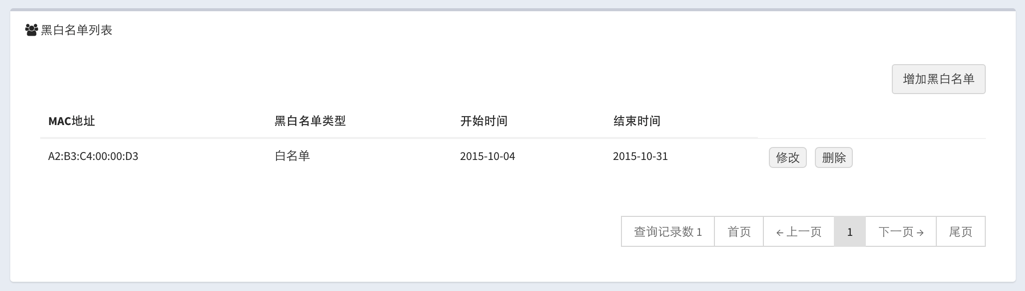 黑白名单列表
增加黑白名单
MAC地址 黑白名单类型 开始时间 结束时间
A2:B3:C4:00:00:D3 白名单 2015-10-04 2015-10-31 修改 删除
查询记录数 1 首页 ←上一页 1 下一页→ 尾页